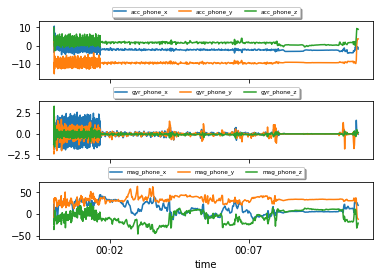 acc_phone_x acc_phone_y acc_phone_z
10
0
−10
gyr_phone_x gyr_phone_y gyr_phone_z
2.5
0.0
−2.5
mag_phone_x mag_phone_y mag_phone_z
50
0
−50
00:02 00:07
time